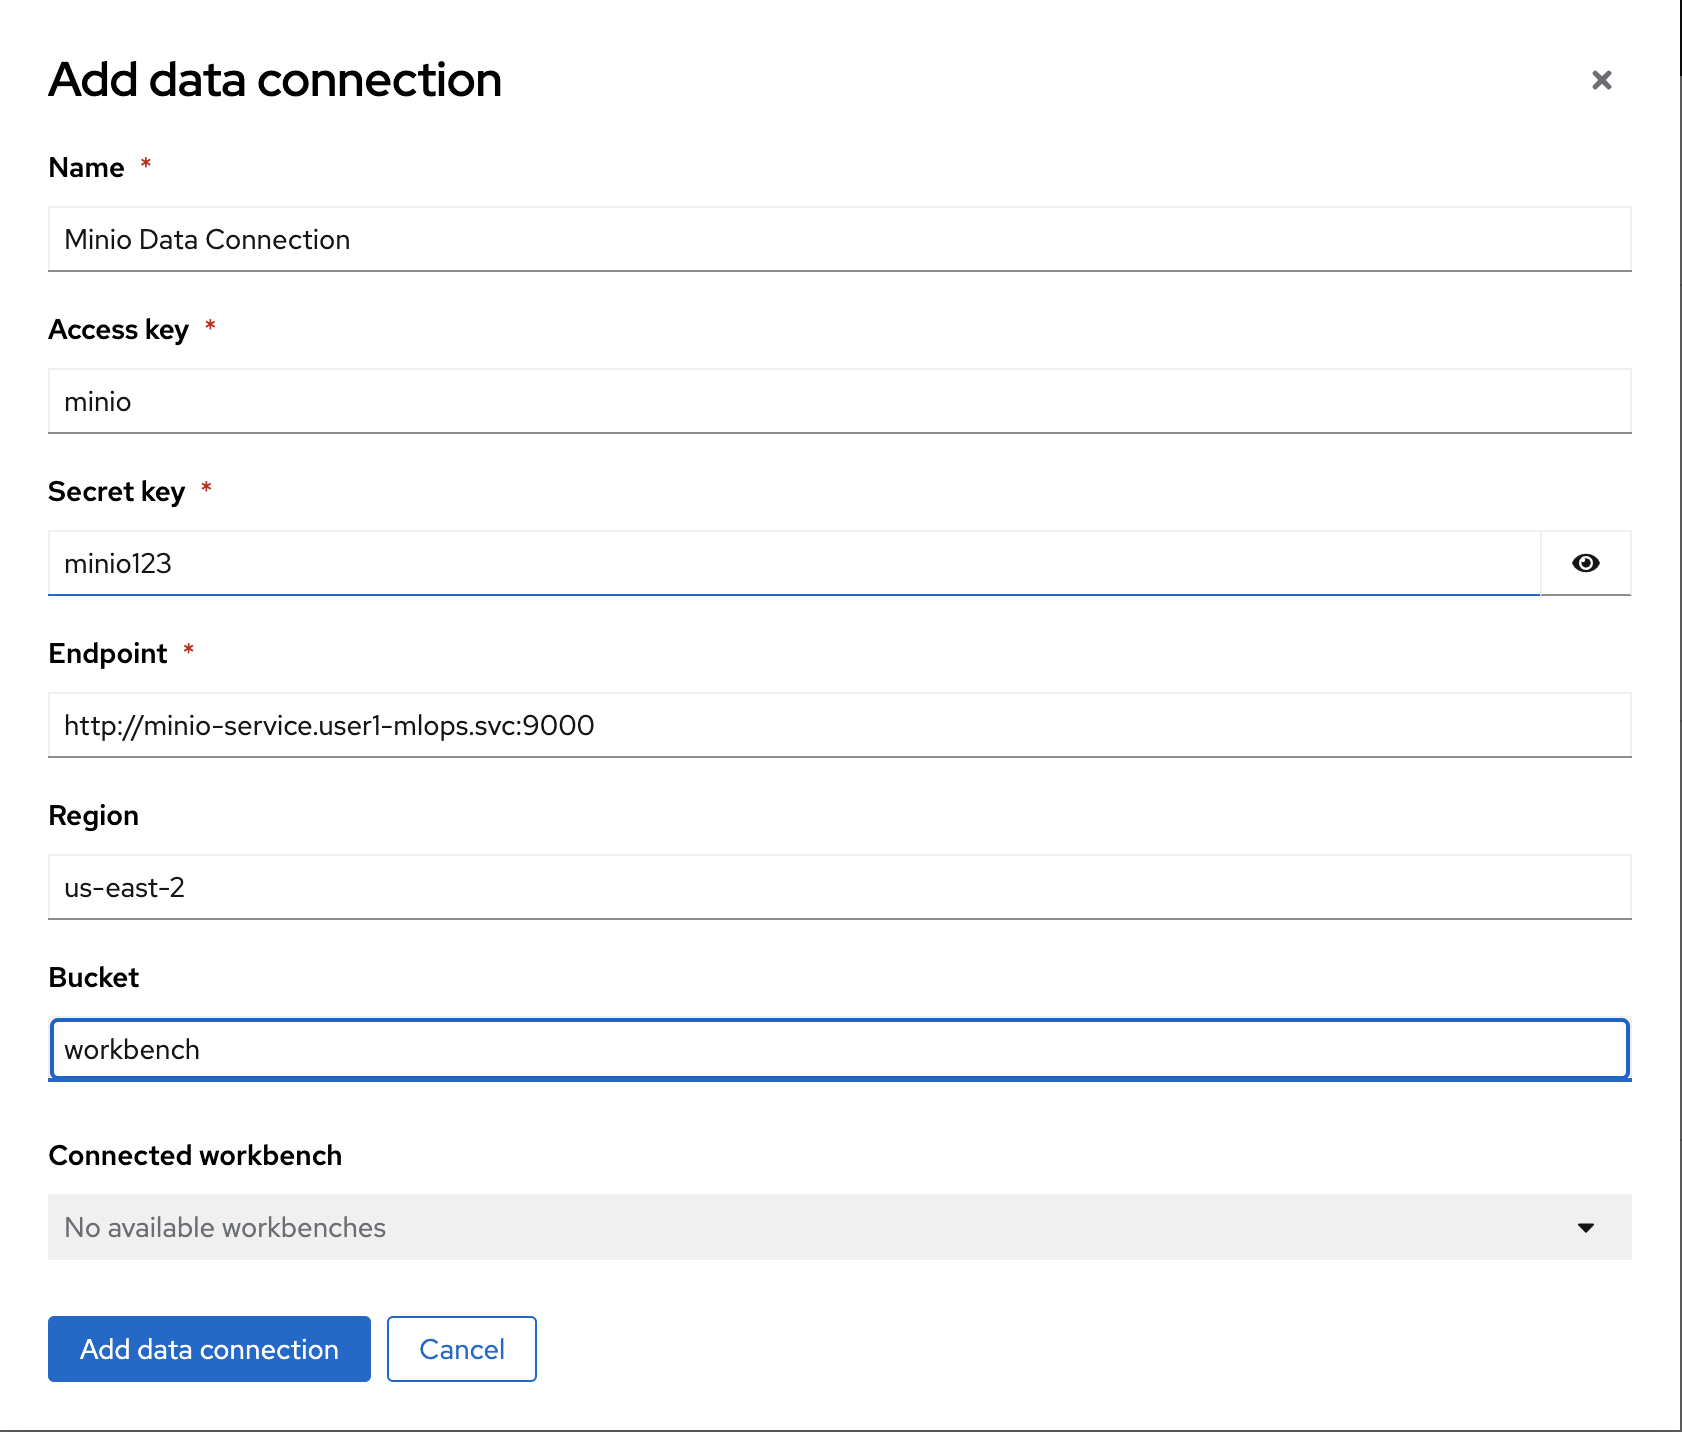 Add data connection
Name *
Minio Data Connection
Access key *
minio
Secret key *
minio123
Endpoint *
http://minio-service.user1-mlops.svc:9000
Region
us-east-2
Bucket
workbench
Connected workbench
No available workbenches
Add data connection Cancel